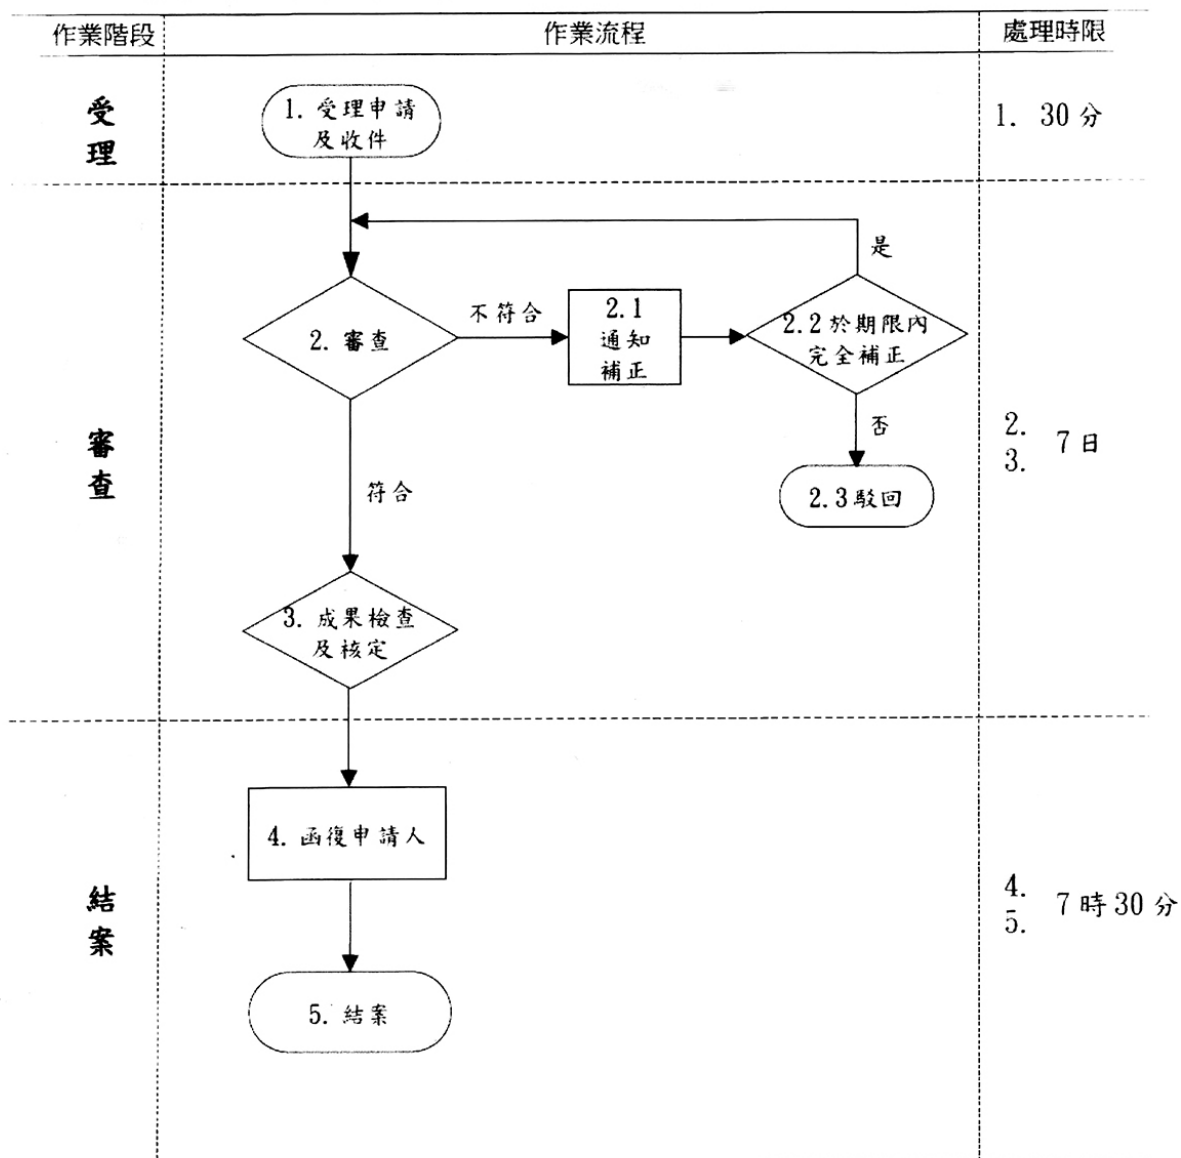 作業階段
作業流程
處理時限
受
理
1. 受理申請
及收件
1. 30分
是
不符合
2. 審查
2.1
通知
補正
2.2於期限內
完全補正
否
2.3駁回
審
查
符合
2.
3.
7日
3. 成果檢查
及核定
4. 函復申請人
結
案
4.
5.
7時30分
5. 結案